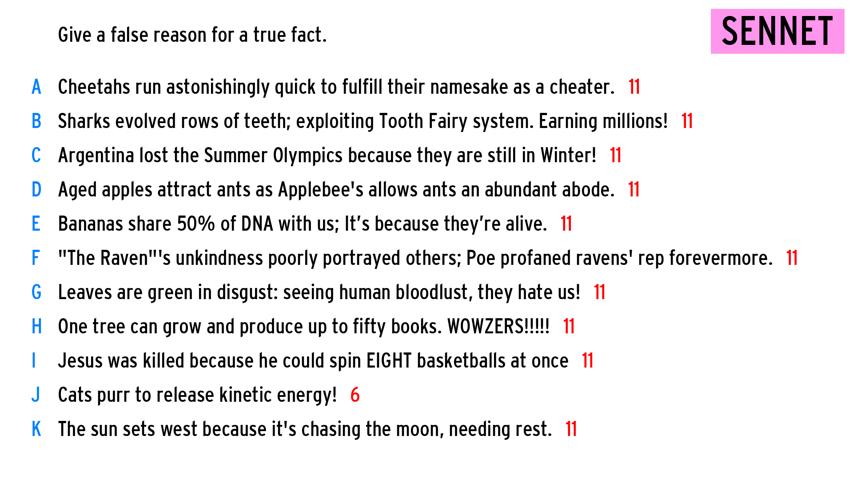 Give a false reason for a true fact.
SENNET
A Cheetahs run astonishingly quick to fulfill their namesake as a cheater. 11
B Sharks evolved rows of teeth; exploiting Tooth Fairy system. Earning millions! 11
C Argentina lost the Summer Olympics because they are still in Winter! 11
D Aged apples attract ants as Applebee's allows ants an abundant abode. 11
E Bananas share 50% of DNA with us; It’s because they’re alive. 11
F "The Raven"'s unkindness poorly portrayed others; Poe profaned ravens' rep forevermore. 11
G Leaves are green in disgust: seeing human bloodlust, they hate us! 11
H One tree can grow and produce up to fifty books. WOWZERS!!!!! 11
I Jesus was killed because he could spin EIGHT basketballs at once 11
J Cats purr to release kinetic energy! 6
K The sun sets west because it's chasing the moon, needing rest. 11